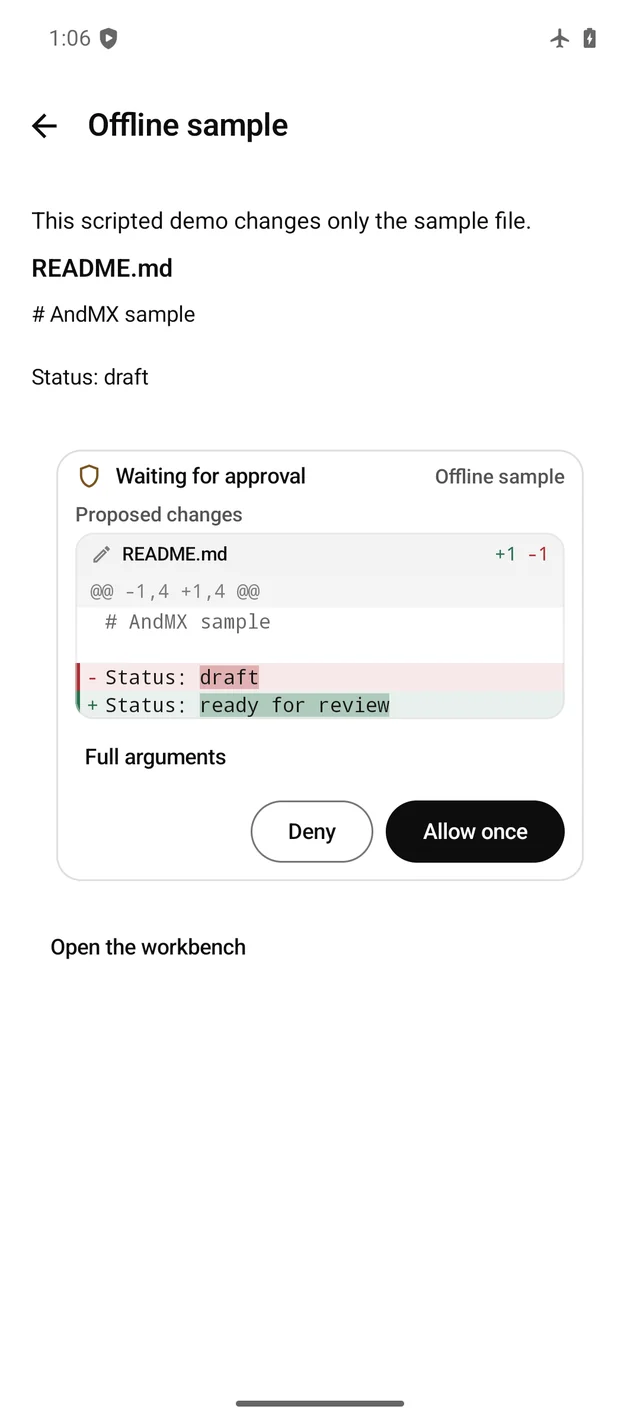 1:06
Offline sample
This scripted demo changes only the sample file.
README.md
# AndMX sample
Status: draft
Waiting for approval Offline sample
Proposed changes
README.md +1 -1
@@ -1,4 +1,4 @@
# AndMX sample
- Status: draft
+ Status: ready for review
Full arguments
Deny Allow once
Open the workbench